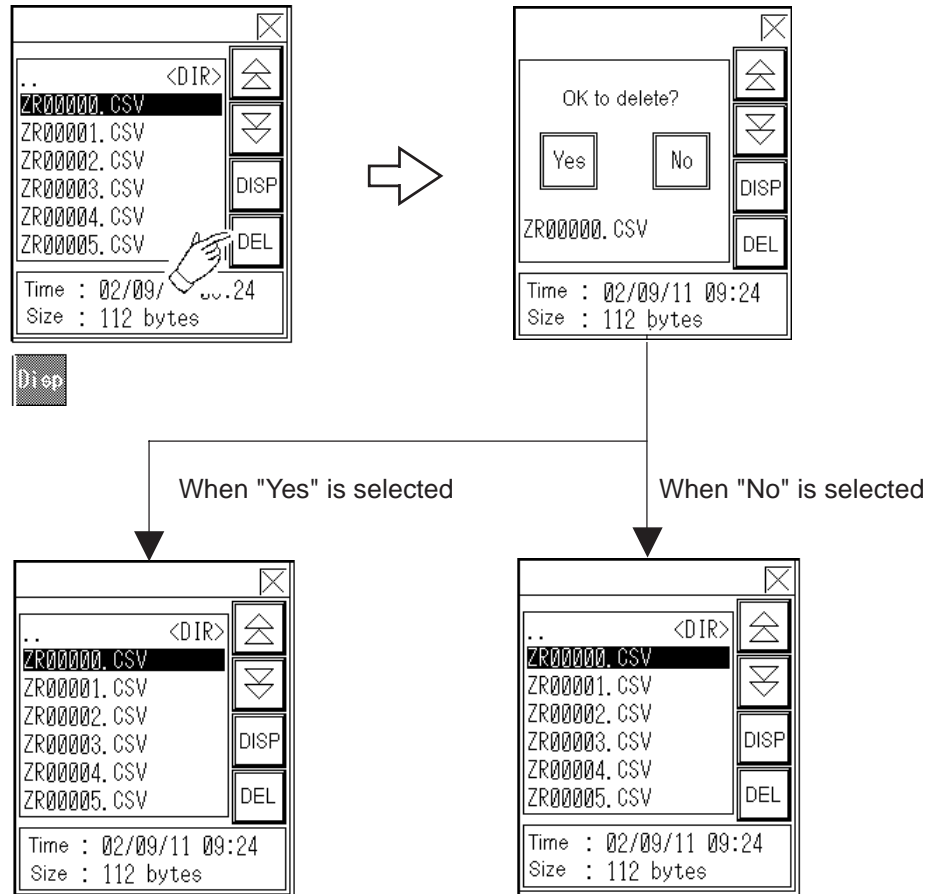 .. <DIR>
ZR00000.CSV
ZR00001.CSV
ZR00002.CSV
ZR00003.CSV
ZR00004.CSV
ZR00005.CSV
DISP
DEL
Time : 02/09/ .24
Size : 112 bytes
OK to delete?
Yes No
ZR00000.CSV
DISP
DEL
Time : 02/09/11 09:24
Size : 112 bytes
Disp
When "Yes" is selected
When "No" is selected
.. <DIR>
ZR00000.CSV
ZR00001.CSV
ZR00002.CSV
ZR00003.CSV
ZR00004.CSV
ZR00005.CSV
DISP
DEL
Time : 02/09/11 09:24
Size : 112 bytes
.. <DIR>
ZR00000.CSV
ZR00001.CSV
ZR00002.CSV
ZR00003.CSV
ZR00004.CSV
ZR00005.CSV
DISP
DEL
Time : 02/09/11 09:24
Size : 112 bytes